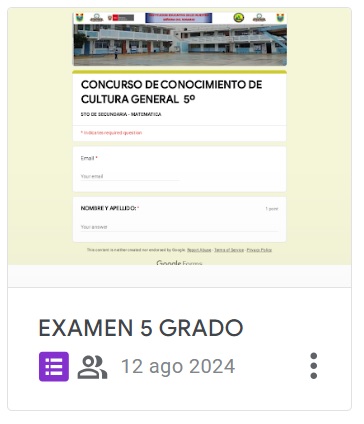 CONCURSO DE CONOCIMIENTO DE
CULTURA GENERAL 5º
5TO DE SECUNDARIA - MATEMATICA
* Indicates required question
Email *
Your email
NOMBRE Y APELLIDO: *
1 point
Your answer
This content is neither created nor endorsed by Google. Report Abuse - Terms of Service - Privacy Policy
Google Forms
EXAMEN 5 GRADO
12 ago 2024